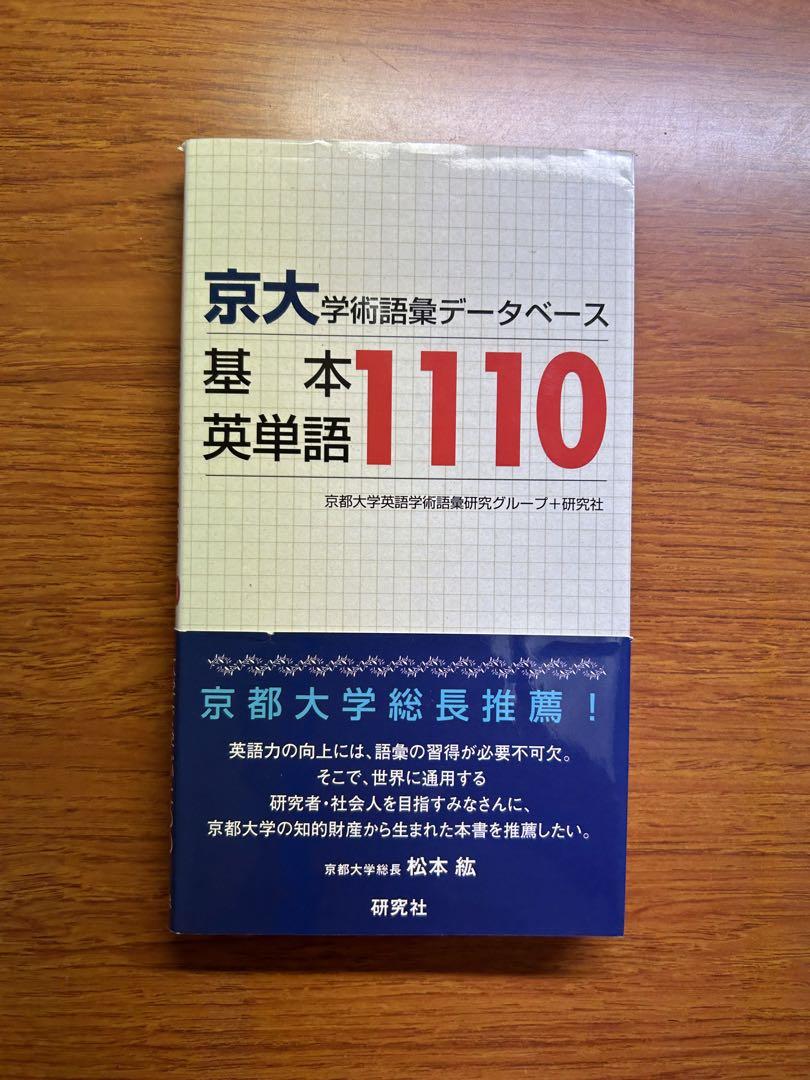 京大学術語彙データベース
基本
英単語1110
京都大学英語学術語彙研究グループ+研究社
京都大学総長推薦!
英語力の向上には、語彙の習得が必要不可欠。
そこで、世界に通用する
研究者・社会人を目指すみなさんに、
京都大学の知的財産から生まれた本書を推薦したい。
京都大学総長 松本 紘
研究社